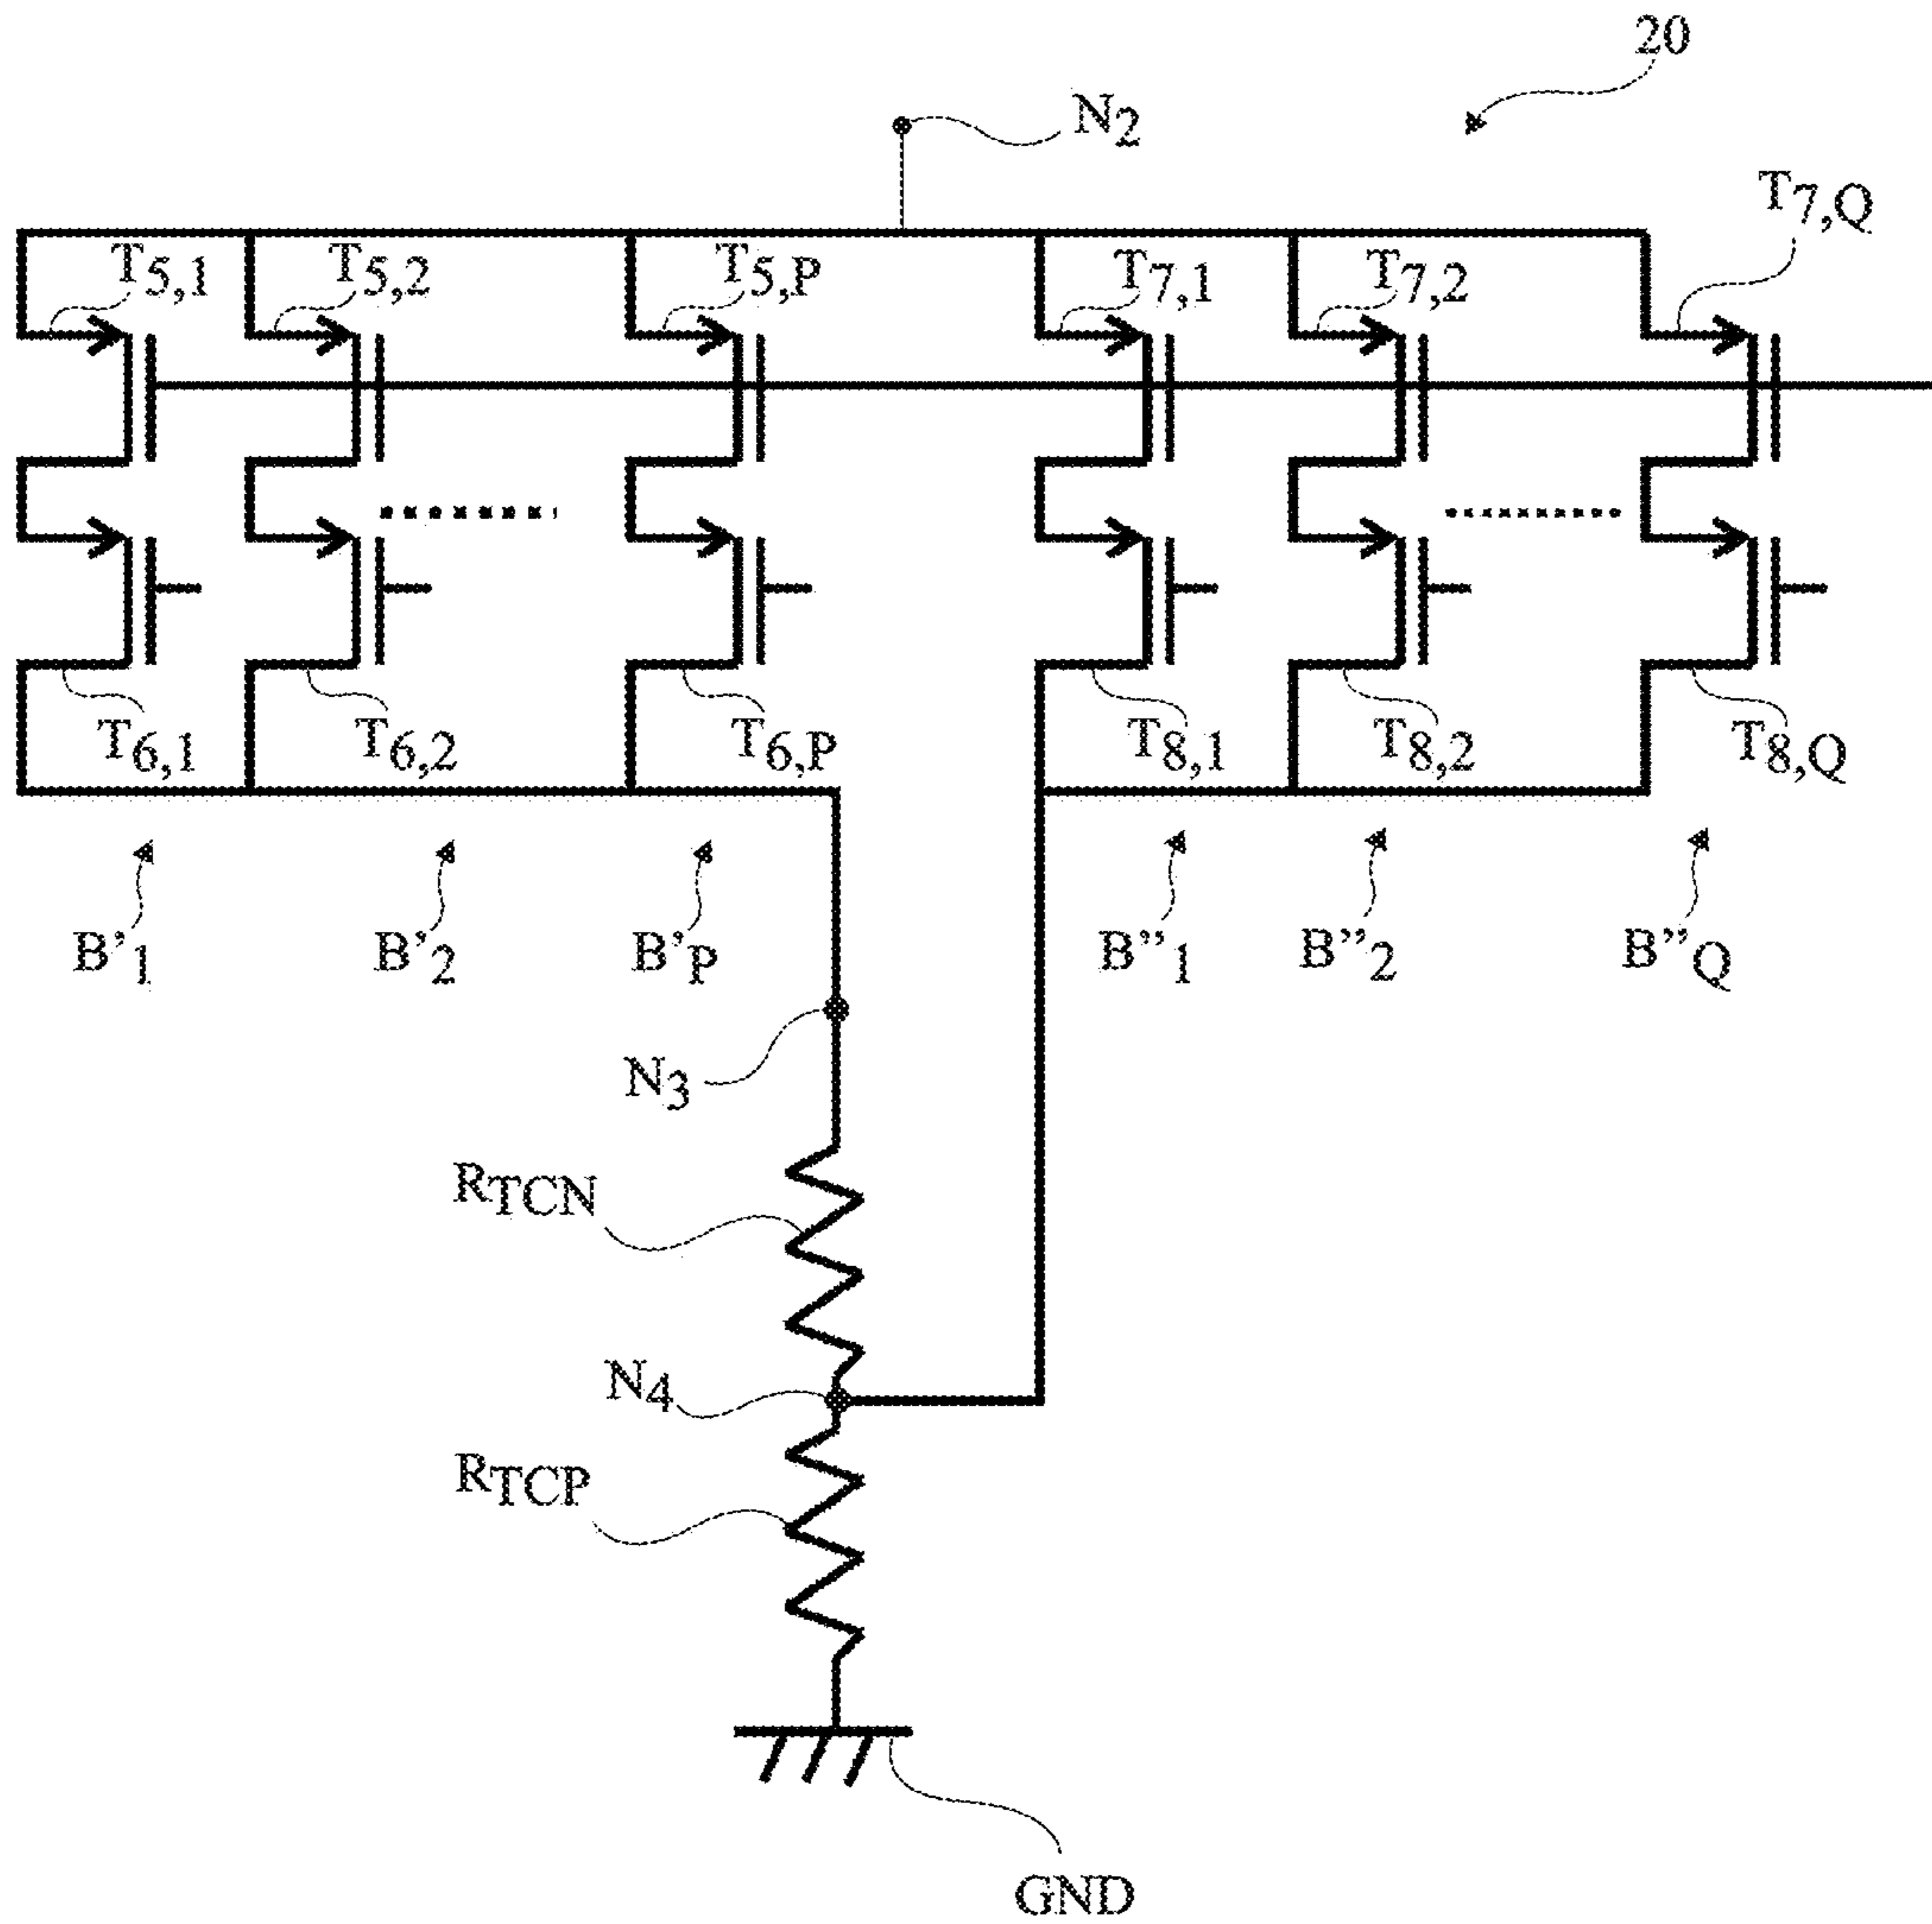 20
N2
T7,Q
T5,1 T5,2 T5,P T7,1 T7,2
T6,1 T6,2 T6,P T8,1 T8,2 T8,Q
B'1 B'2 B'P B''1 B''2 B''Q
N3
RTCN
N4
RTCP
GND